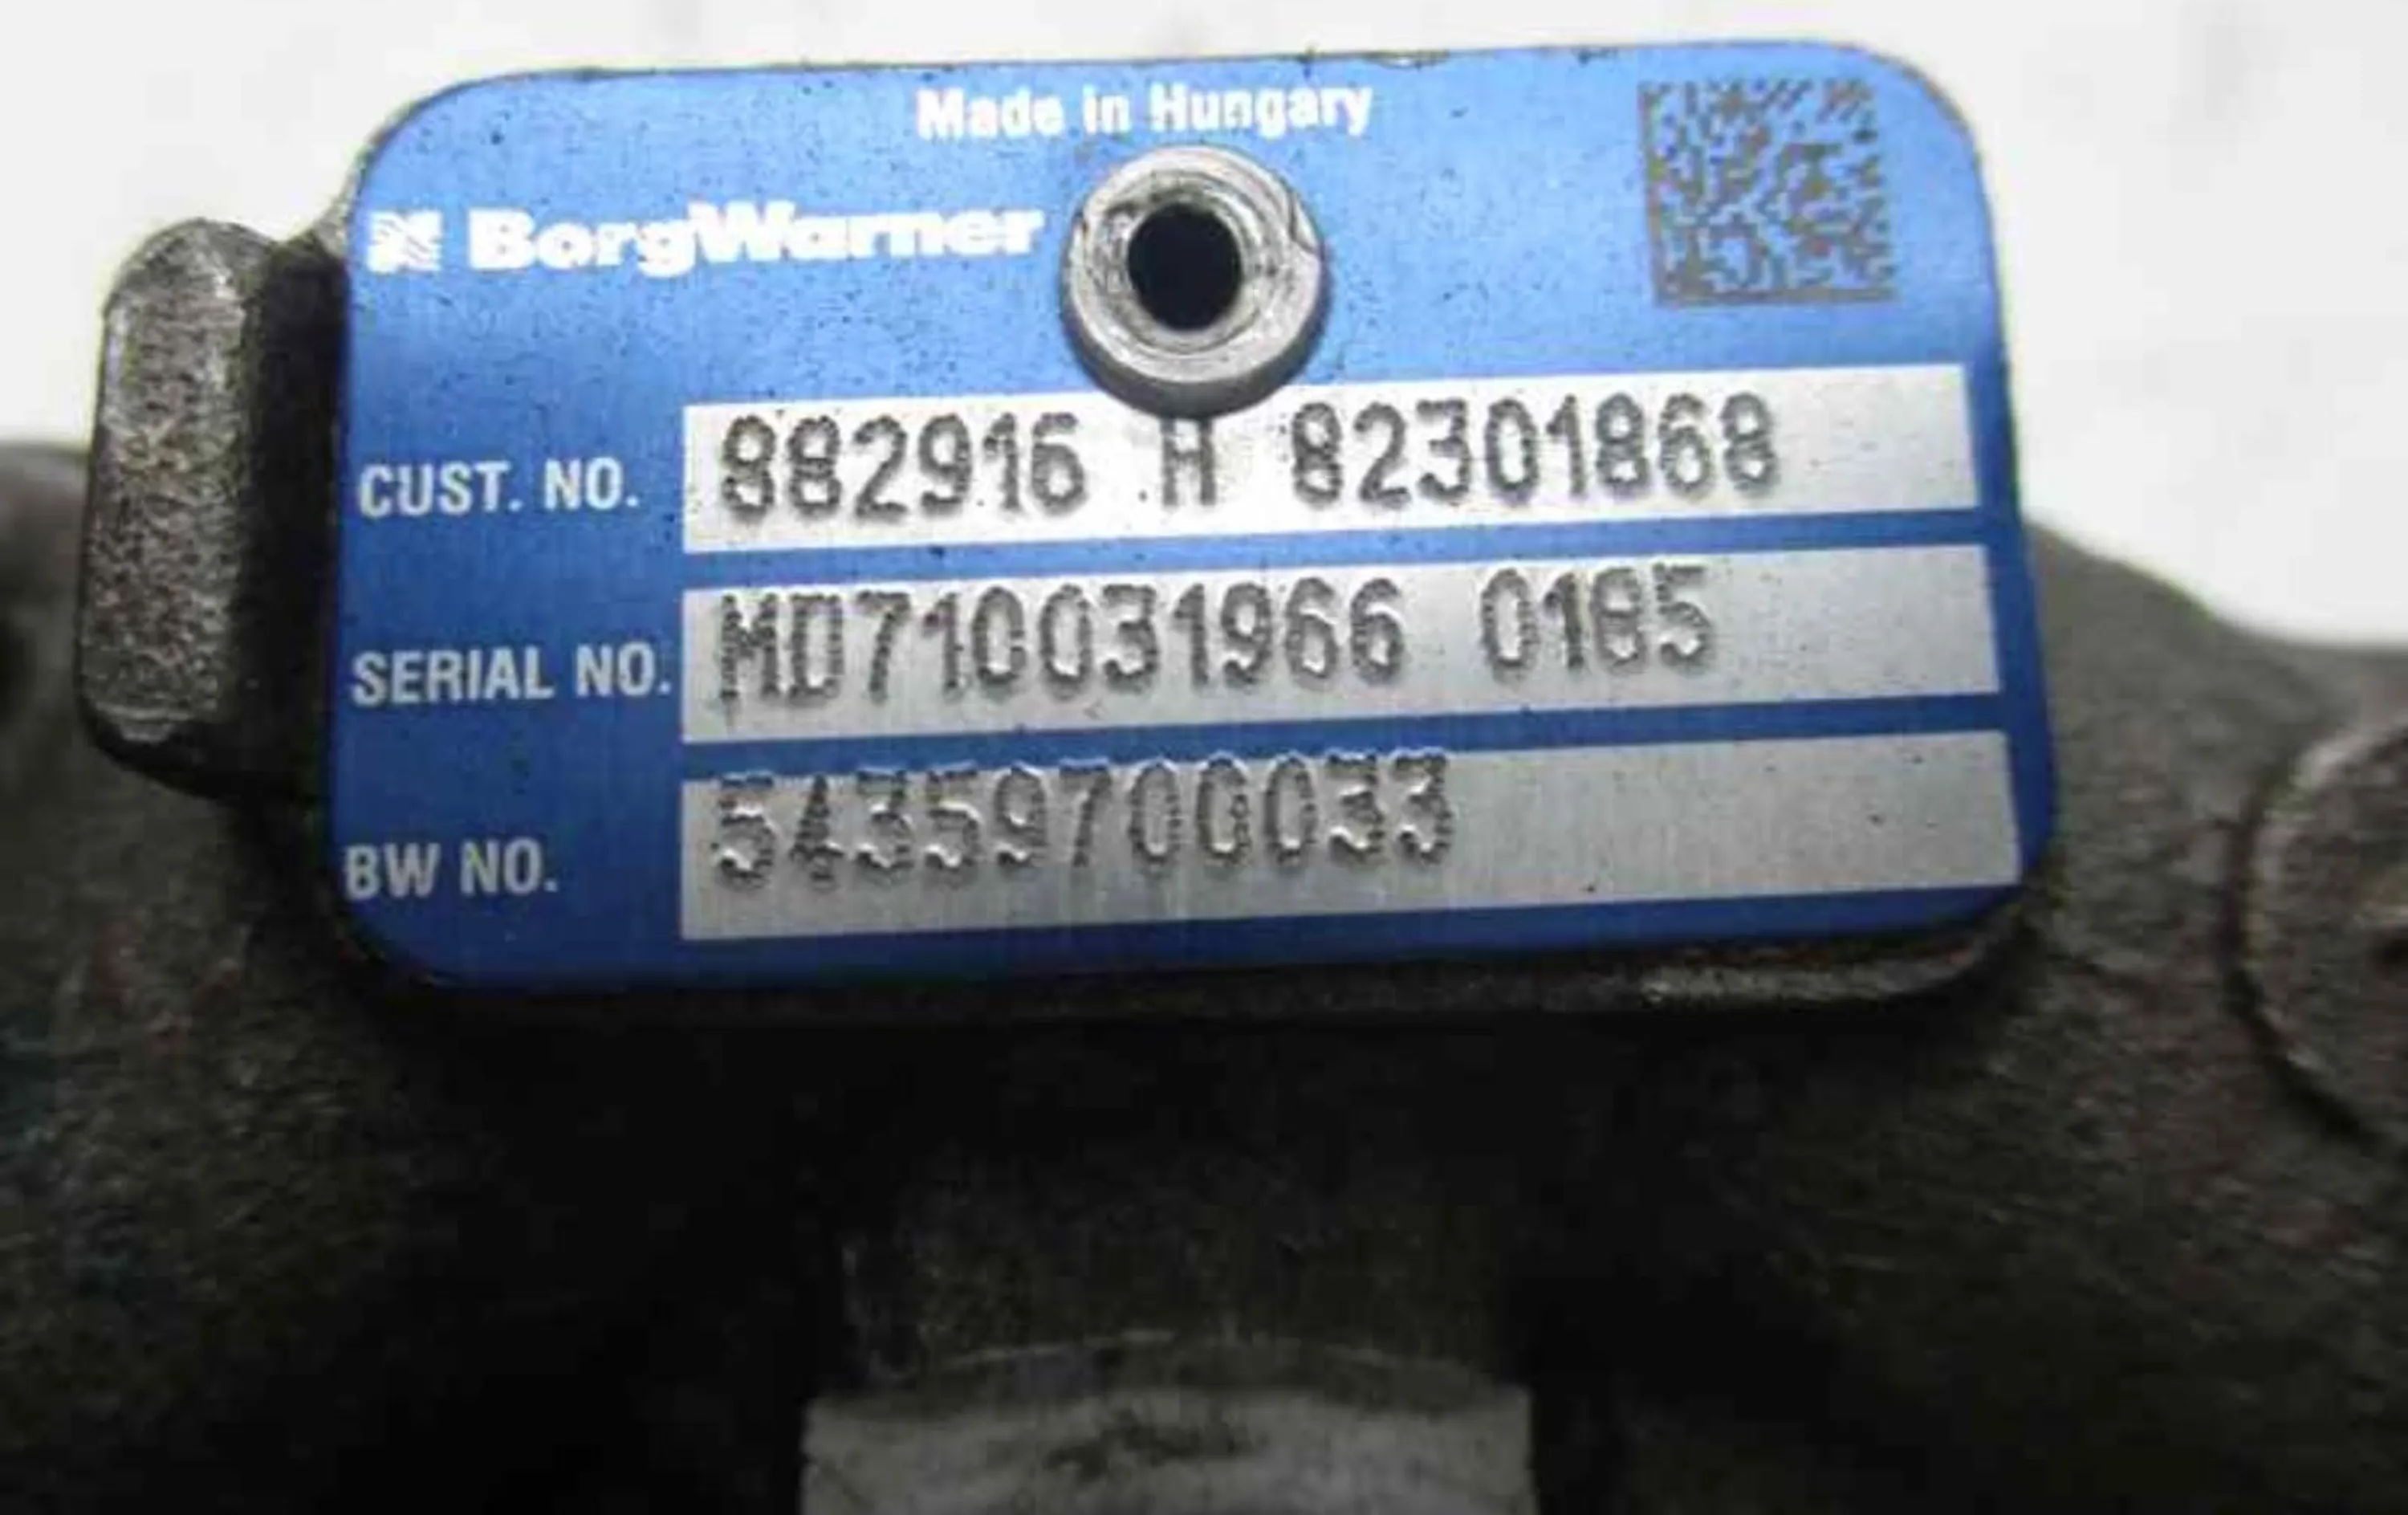 Made in Hungary
BorgWarner
CUST. NO. 882916 H 82301868
SERIAL NO. MD710031966 0185
BW NO. 54359700033